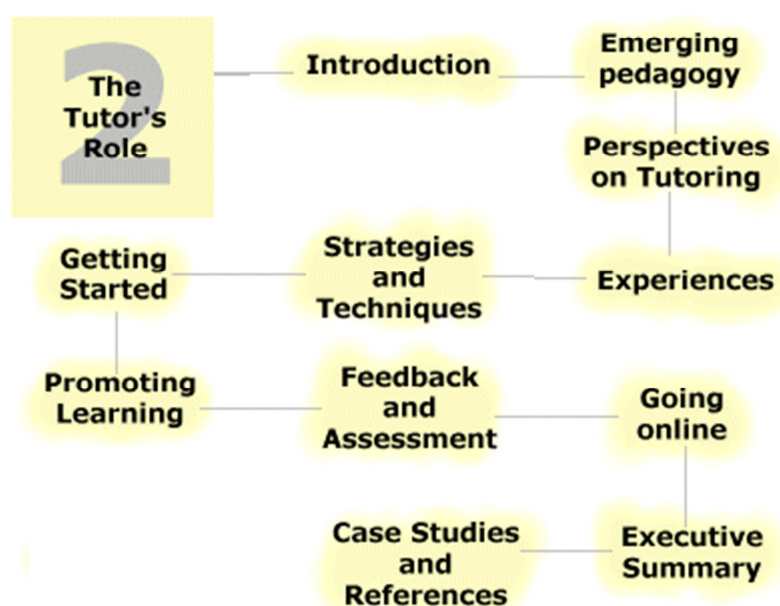 2
The
Tutor's
Role
Introduction
Emerging
pedagogy
Perspectives
on Tutoring
Experiences
Strategies
and
Techniques
Getting
Started
Promoting
Learning
Feedback
and
Assessment
Going
online
Executive
Summary
Case Studies
and
References